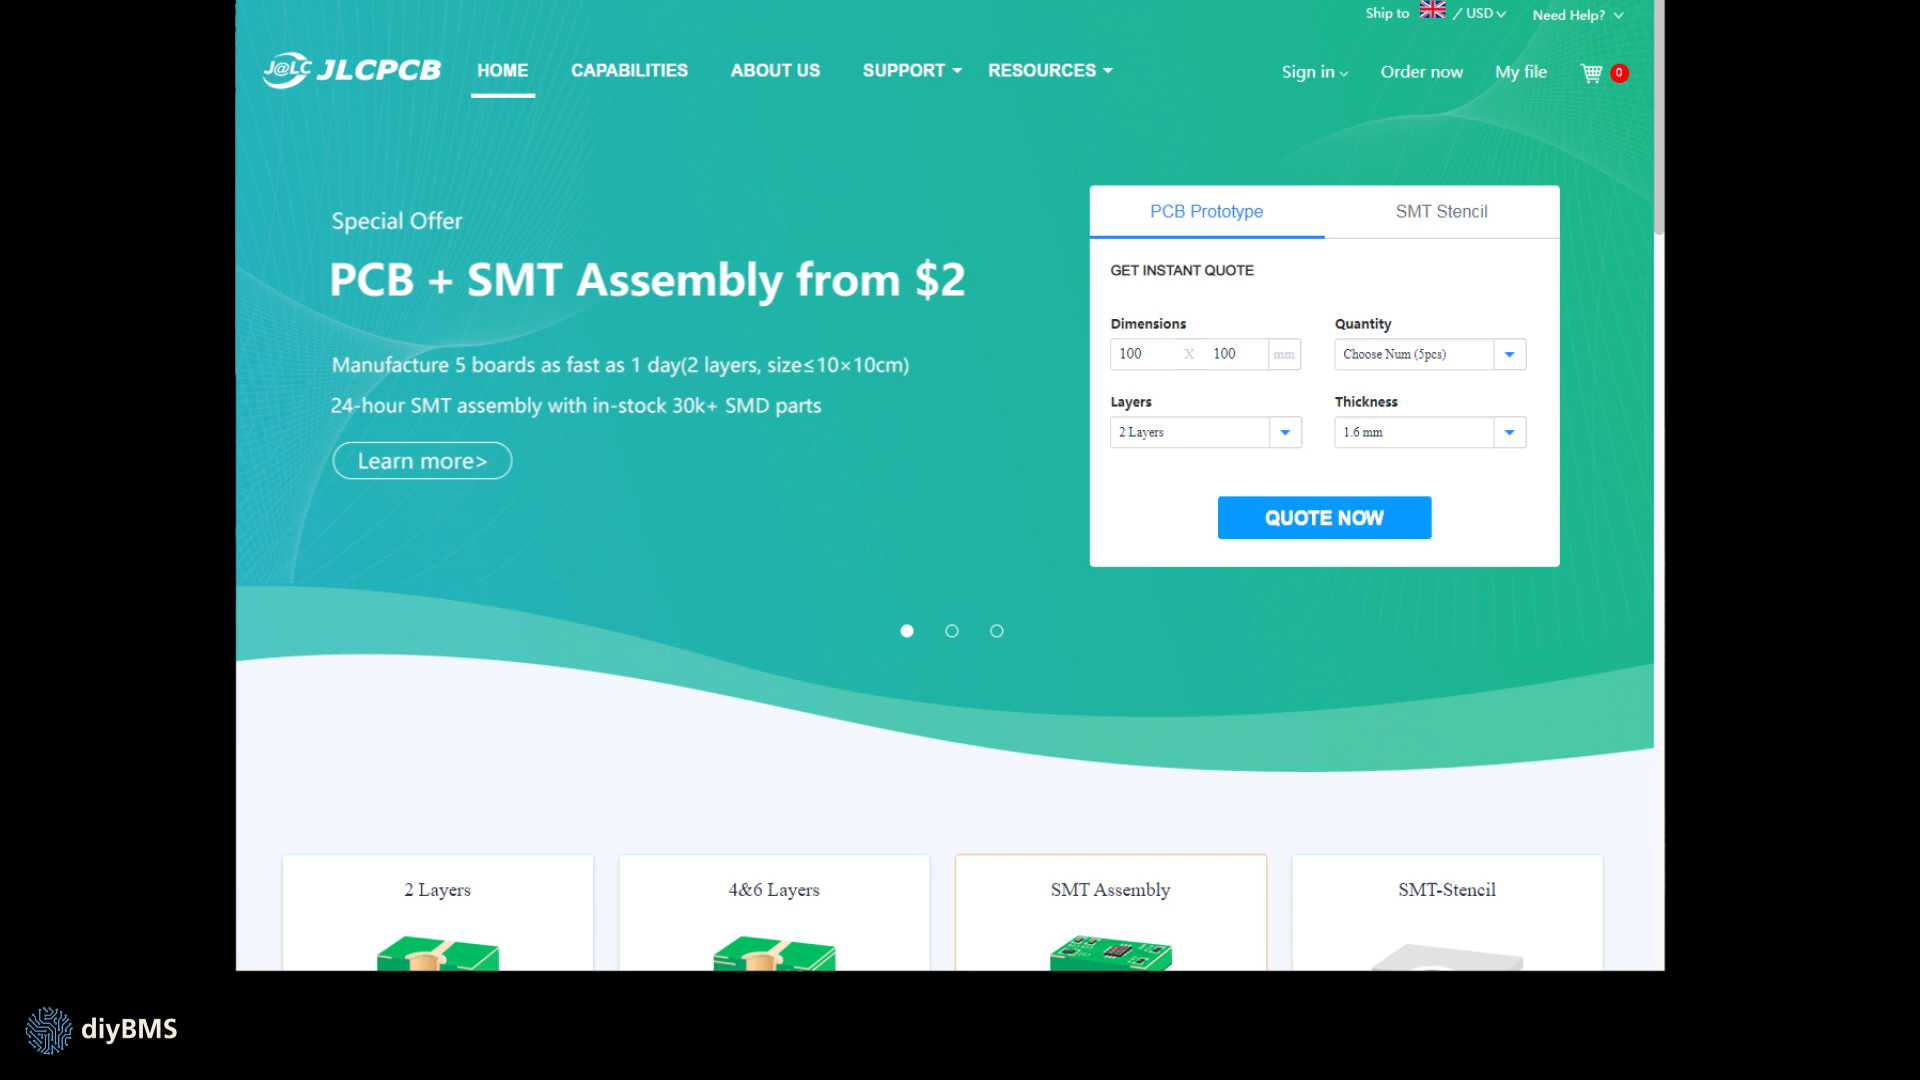 Ship to / USD Need Help?
J@LC JLCPCB HOME CAPABILITIES ABOUT US SUPPORT RESOURCES Sign in Order now My file 0
Special Offer
PCB + SMT Assembly from $2
Manufacture 5 boards as fast as 1 day(2 layers, size≤10×10cm)
24-hour SMT assembly with in-stock 30k+ SMD parts
Learn more>
PCB Prototype SMT Stencil
GET INSTANT QUOTE
Dimensions Quantity
100 X 100 mm Choose Num (5pcs)
Layers Thickness
2 Layers 1.6 mm
QUOTE NOW
2 Layers 4&6 Layers SMT Assembly SMT-Stencil
diyBMS